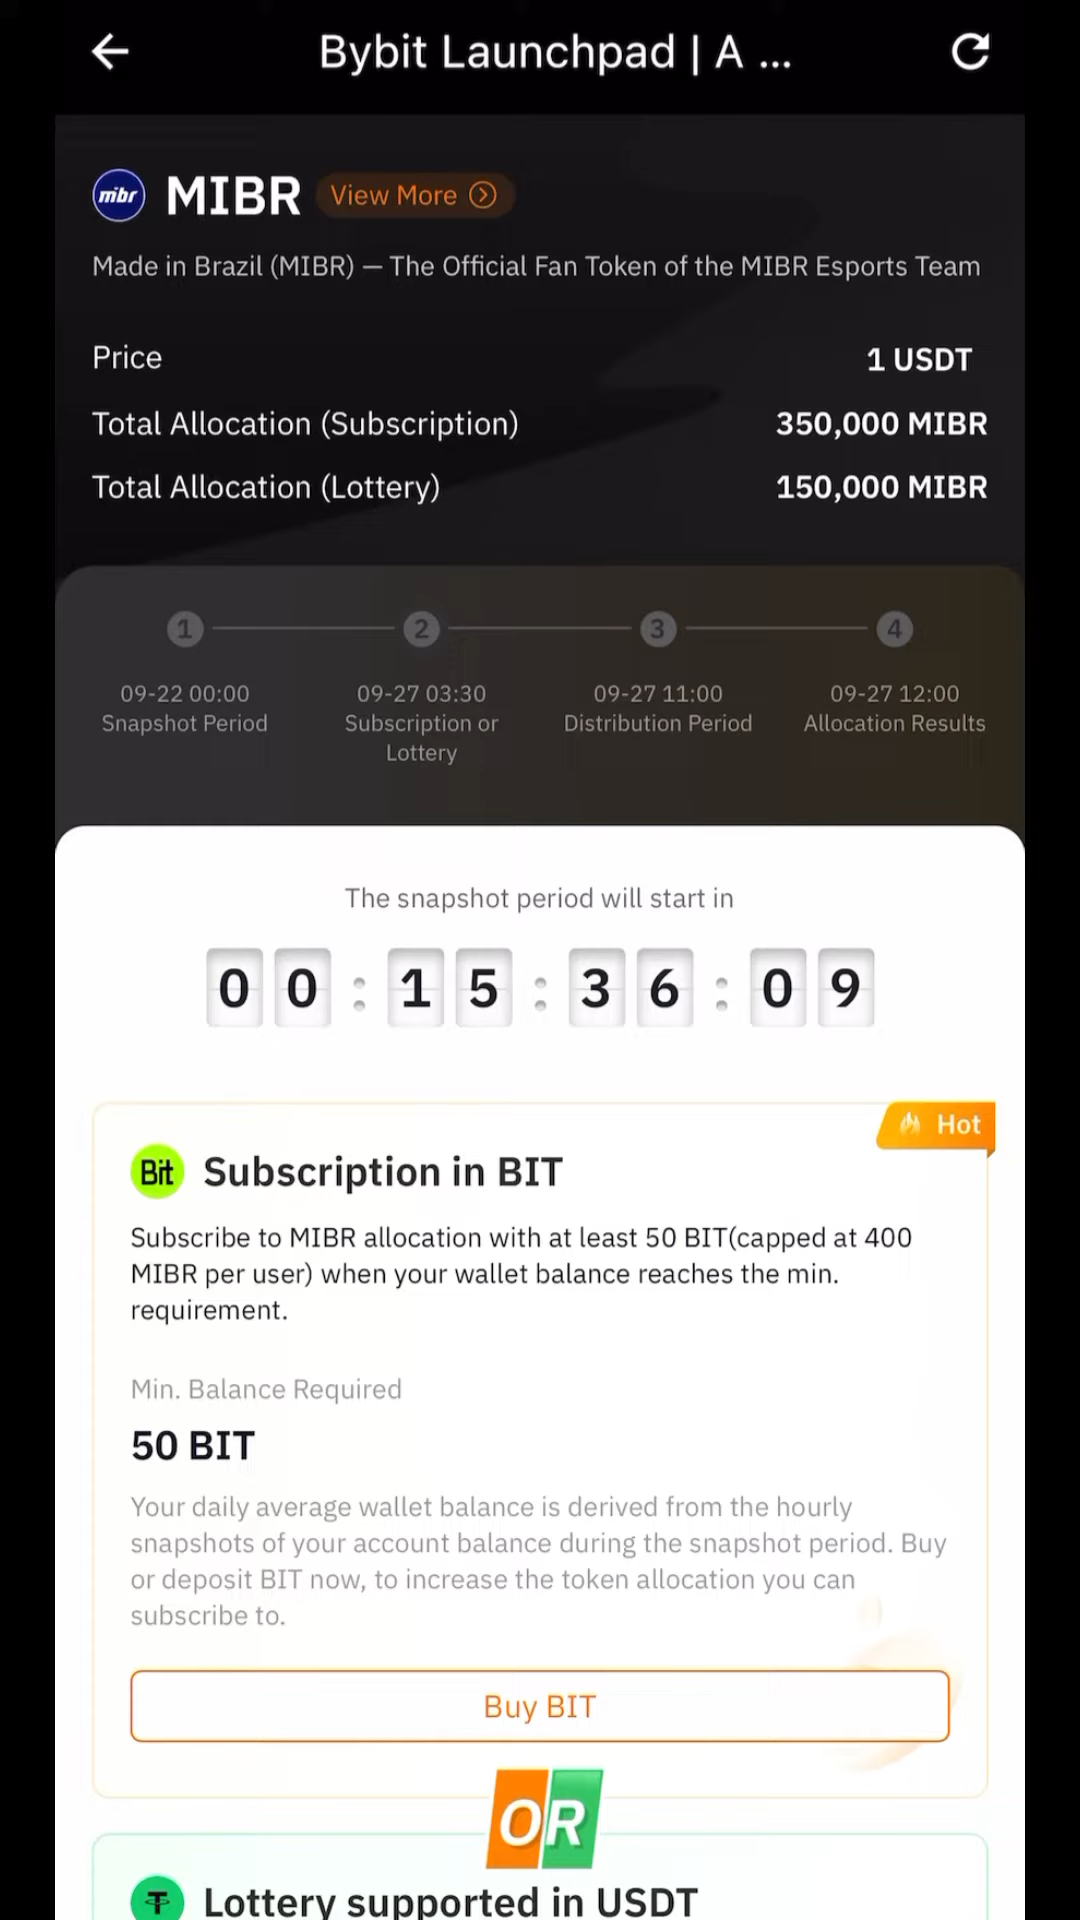 Bybit Launchpad | A ...
mibr MIBR View More
Made in Brazil (MIBR) — The Official Fan Token of the MIBR Esports Team
Price 1 USDT
Total Allocation (Subscription) 350,000 MIBR
Total Allocation (Lottery) 150,000 MIBR
1 2 3 4
09-22 00:00 09-27 03:30 09-27 11:00 09-27 12:00
Snapshot Period Subscription or Distribution Period Allocation Results
Lottery
The snapshot period will start in
00 : 15 : 36 : 09
Hot
Bit Subscription in BIT
Subscribe to MIBR allocation with at least 50 BIT(capped at 400
MIBR per user) when your wallet balance reaches the min.
requirement.
Min. Balance Required
50 BIT
Your daily average wallet balance is derived from the hourly
snapshots of your account balance during the snapshot period. Buy
or deposit BIT now, to increase the token allocation you can
subscribe to.
Buy BIT
OR
Lottery supported in USDT